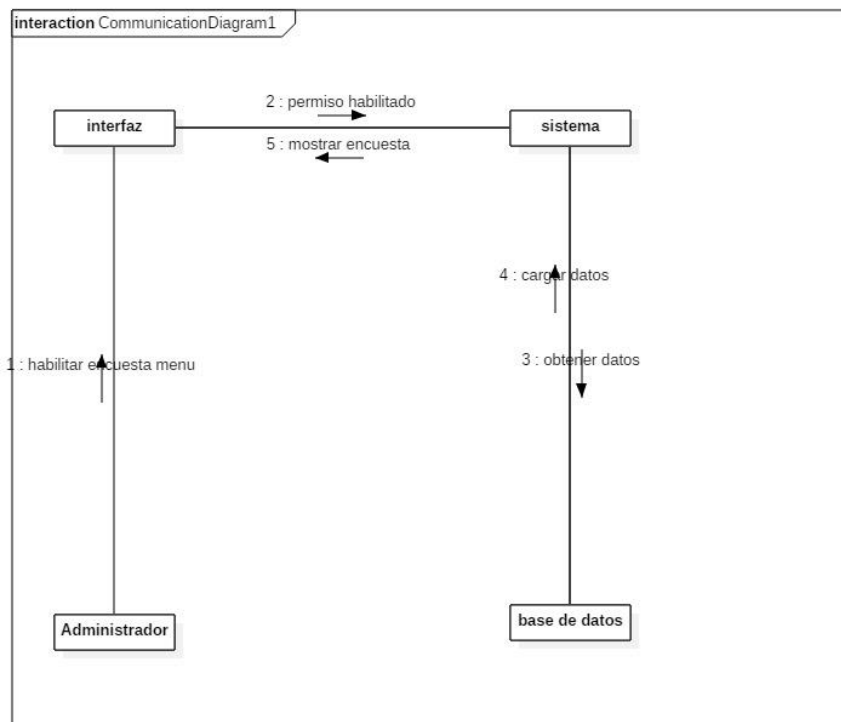 interaction CommunicationDiagram1
2 : permiso habilitado
interfaz
sistema
5 : mostrar encuesta
4 : cargar datos
1 : habilitar encuesta menu
3 : obtener datos
Administrador
base de datos